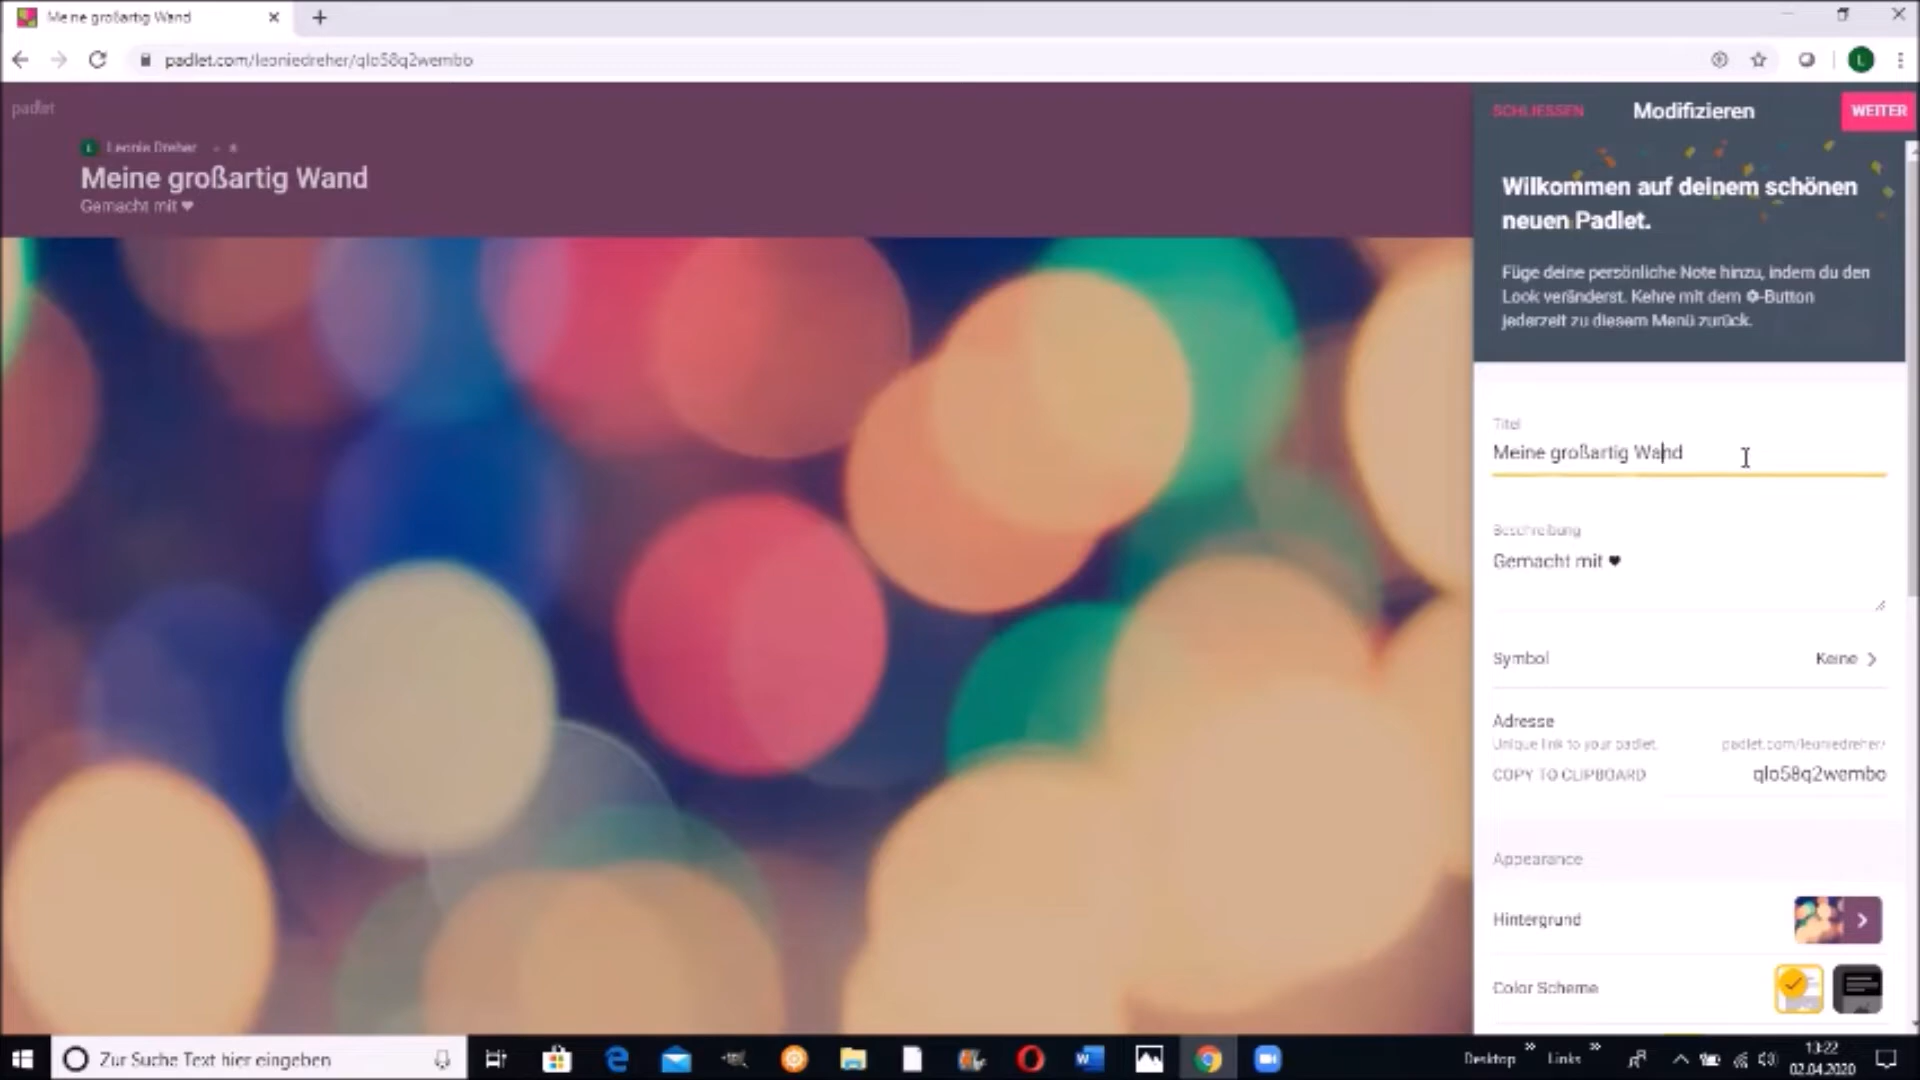 Meine großartig Wand
padlet.com/leoniedreher/qlo58q2wembo
L
padlet
Leonie Dreher
Meine großartig Wand
Gemacht mit ❤
SCHLIESSEN
Modifizieren
WEITER
Wilkommen auf deinem schönen
neuen Padlet.
Füge deine persönliche Note hinzu, indem du den
Look veränderst. Kehre mit dem ⚙-Button
jederzeit zu diesem Menü zurück.
Titel
Meine großartig Wand
Beschreibung
Gemacht mit ❤
Symbol
Keine
Adresse
Unique link to your padlet.
padlet.com/leoniedreher/
COPY TO CLIPBOARD
qlo58q2wembo
Appearance
Hintergrund
Color Scheme
Zur Suche Text hier eingeben
Desktop
Links
13:22
02.04.2020